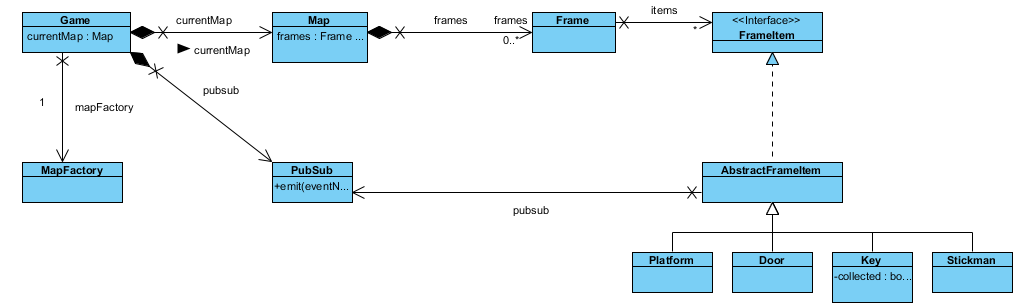 Game
currentMap : Map
currentMap
currentMap
Map
frames : Frame ...
frames
frames
0..*
Frame
items
*
<<Interface>>
FrameItem
1
mapFactory
pubsub
MapFactory
PubSub
+emit(eventN...
pubsub
AbstractFrameItem
Platform
Door
Key
-collected : bo...
Stickman